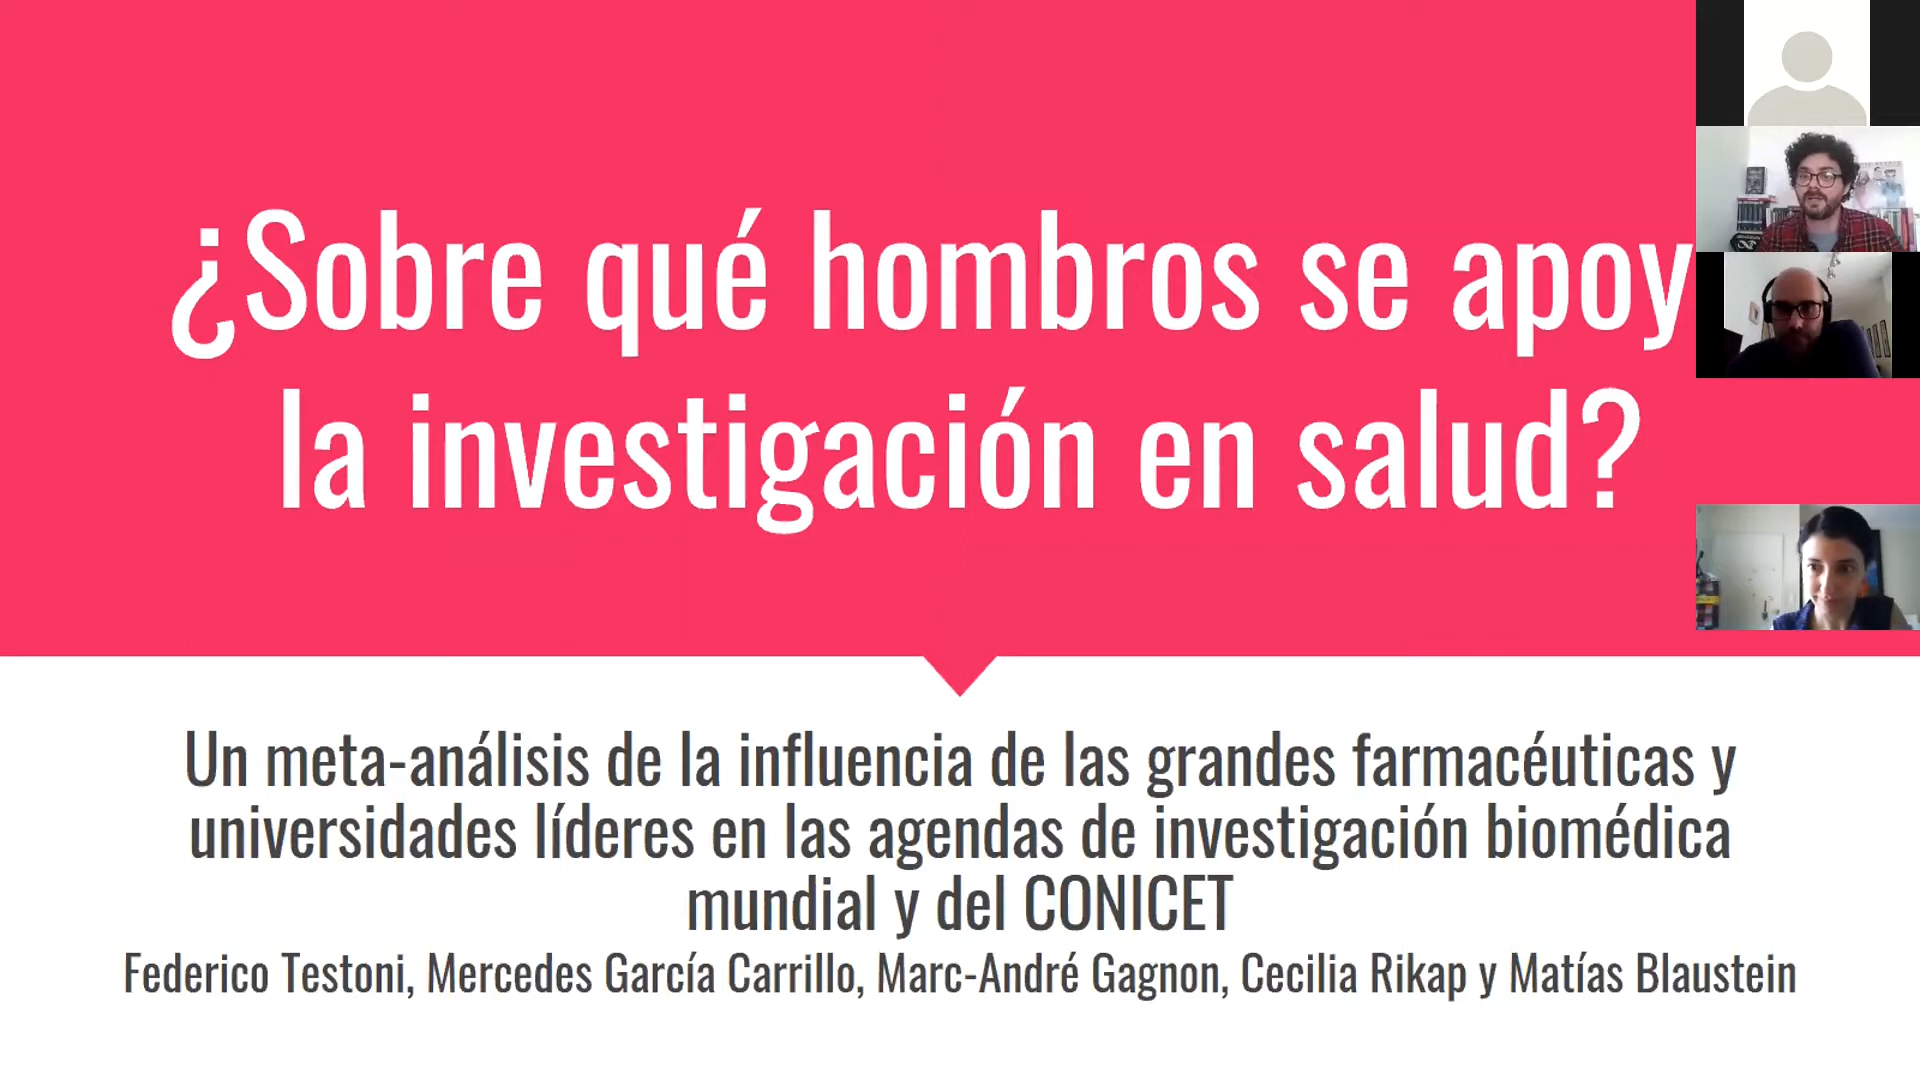 ¿Sobre qué hombros se apoy
la investigación en salud?
Un meta-análisis de la influencia de las grandes farmacéuticas y
universidades líderes en las agendas de investigación biomédica
mundial y del CONICET
Federico Testoni, Mercedes García Carrillo, Marc-André Gagnon, Cecilia Rikap y Matías Blaustein